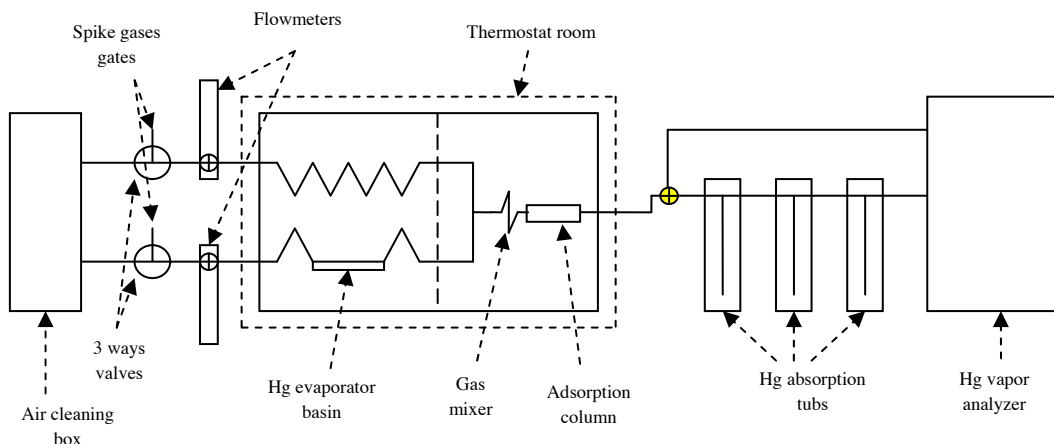 Spike gases
gates
Flowmeters
Thermostat room
3 ways
valves
Air cleaning
box
Hg evaporator
basin
Gas
mixer
Adsorption
column
Hg absorption
tubs
Hg vapor
analyzer